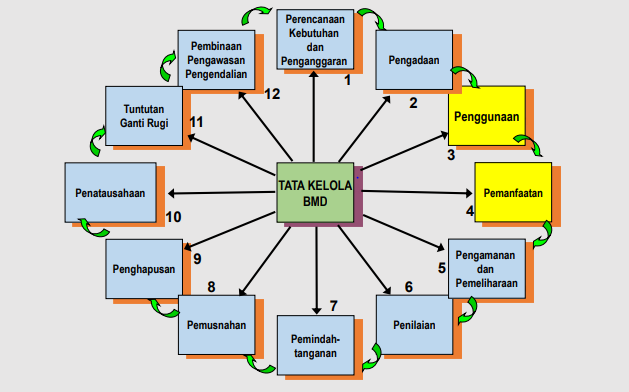 Perencanaan
Kebutuhan
dan
Penganggaran
1
Pengadaan
2
Penggunaan
3
Pemanfaatan
4
Pengamanan
dan
Pemeliharaan
5
Penilaian
6
Pemindah-
tanganan
7
Pemusnahan
8
Penghapusan
9
Penatausahaan
10
Tuntutan
Ganti Rugi
11
Pembinaan
Pengawasan
Pengendalian
12
TATA KELOLA
BMD